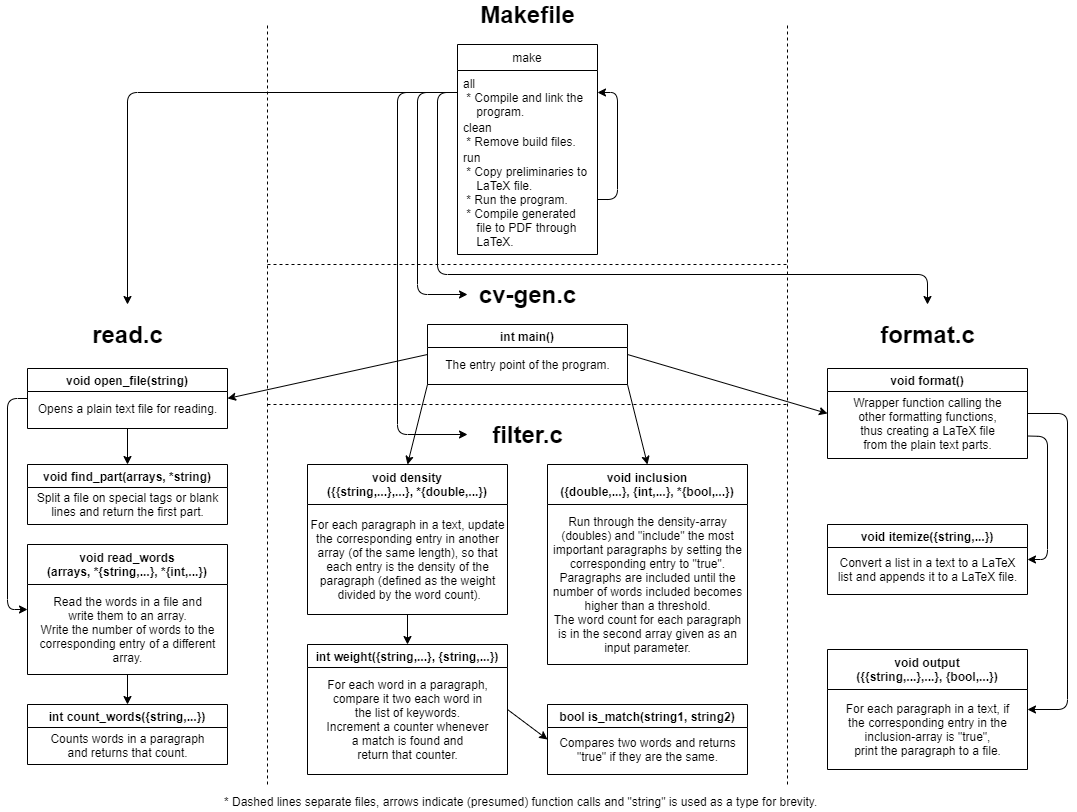 Makefile
make
all
* Compile and link the
program.
clean
* Remove build files.
run
* Copy preliminaries to
LaTeX file.
* Run the program.
* Compile generated
file to PDF through
LaTeX.
read.c
void open_file(string)
Opens a plain text file for reading.
void find_part(arrays, *string)
Split a file on special tags or blank
lines and return the first part.
void read_words
(arrays, *{string,...}, *{int,...})
Read the words in a file and
write them to an array.
Write the number of words to the
corresponding entry of a different
array.
int count_words({string,...})
Counts words in a paragraph
and returns that count.
cv-gen.c
int main()
The entry point of the program.
filter.c
void density
({{string,...},...}, *{double,...})
For each paragraph in a text, update
the corresponding entry in another
array (of the same length), so that
each entry is the density of the
paragraph (defined as the weight
divided by the word count).
int weight({string,...}, {string,...})
For each word in a paragraph,
compare it two each word in
the list of keywords.
Increment a counter whenever
a match is found and
return that counter.
void inclusion
({double,...}, {int,...}, *{bool,...})
Run through the density-array
(doubles) and "include" the most
important paragraphs by setting the
corresponding entry to "true".
Paragraphs are included until the
number of words included becomes
higher than a threshold.
The word count for each paragraph
is in the second array given as an
input parameter.
bool is_match(string1, string2)
Compares two words and returns
"true" if they are the same.
format.c
void format()
Wrapper function calling the
other formatting functions,
thus creating a LaTeX file
from the plain text parts.
void itemize({string,...})
Convert a list in a text to a LaTeX
list and appends it to a LaTeX file.
void output
({{string,...},...}, {bool,...})
For each paragraph in a text, if
the corresponding entry in the
inclusion-array is "true",
print the paragraph to a file.
* Dashed lines separate files, arrows indicate (presumed) function calls and "string" is used as a type for brevity.